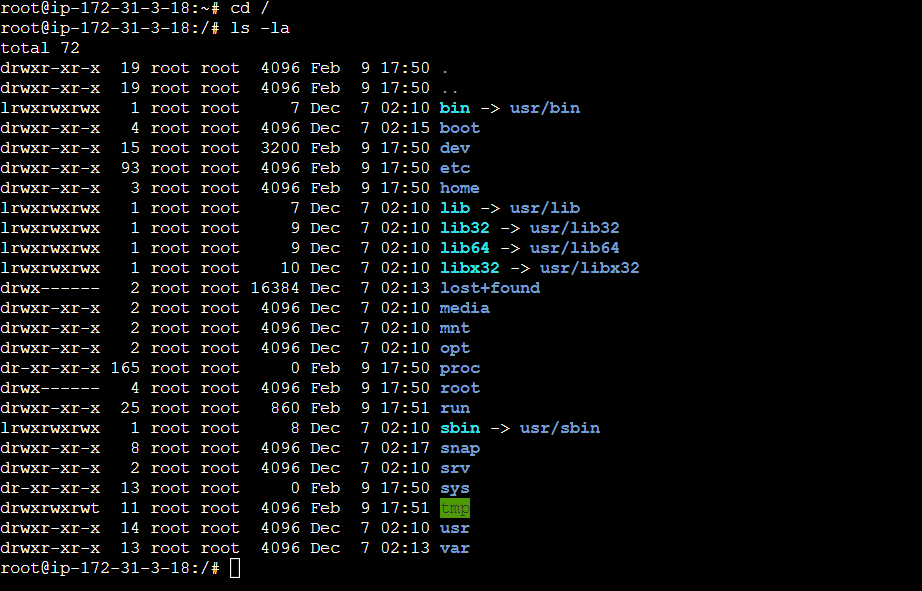 root@ip-172-31-3-18:~# cd /
root@ip-172-31-3-18:/# ls -la
total 72
drwxr-xr-x  19 root root  4096 Feb  9 17:50 .
drwxr-xr-x  19 root root  4096 Feb  9 17:50 ..
lrwxrwxrwx   1 root root     7 Dec  7 02:10 bin -> usr/bin
drwxr-xr-x   4 root root  4096 Dec  7 02:15 boot
drwxr-xr-x  15 root root  3200 Feb  9 17:50 dev
drwxr-xr-x  93 root root  4096 Feb  9 17:50 etc
drwxr-xr-x   3 root root  4096 Feb  9 17:50 home
lrwxrwxrwx   1 root root     7 Dec  7 02:10 lib -> usr/lib
lrwxrwxrwx   1 root root     9 Dec  7 02:10 lib32 -> usr/lib32
lrwxrwxrwx   1 root root     9 Dec  7 02:10 lib64 -> usr/lib64
lrwxrwxrwx   1 root root    10 Dec  7 02:10 libx32 -> usr/libx32
drwx------   2 root root 16384 Dec  7 02:13 lost+found
drwxr-xr-x   2 root root  4096 Dec  7 02:10 media
drwxr-xr-x   2 root root  4096 Dec  7 02:10 mnt
drwxr-xr-x   2 root root  4096 Dec  7 02:10 opt
dr-xr-xr-x 165 root root     0 Feb  9 17:50 proc
drwx------   4 root root  4096 Feb  9 17:50 root
drwxr-xr-x  25 root root   860 Feb  9 17:51 run
lrwxrwxrwx   1 root root     8 Dec  7 02:10 sbin -> usr/sbin
drwxr-xr-x   8 root root  4096 Dec  7 02:17 snap
drwxr-xr-x   2 root root  4096 Dec  7 02:10 srv
dr-xr-xr-x  13 root root     0 Feb  9 17:50 sys
drwxrwxrwt  11 root root  4096 Feb  9 17:51 tmp
drwxr-xr-x  14 root root  4096 Dec  7 02:10 usr
drwxr-xr-x  13 root root  4096 Dec  7 02:13 var
root@ip-172-31-3-18:/#